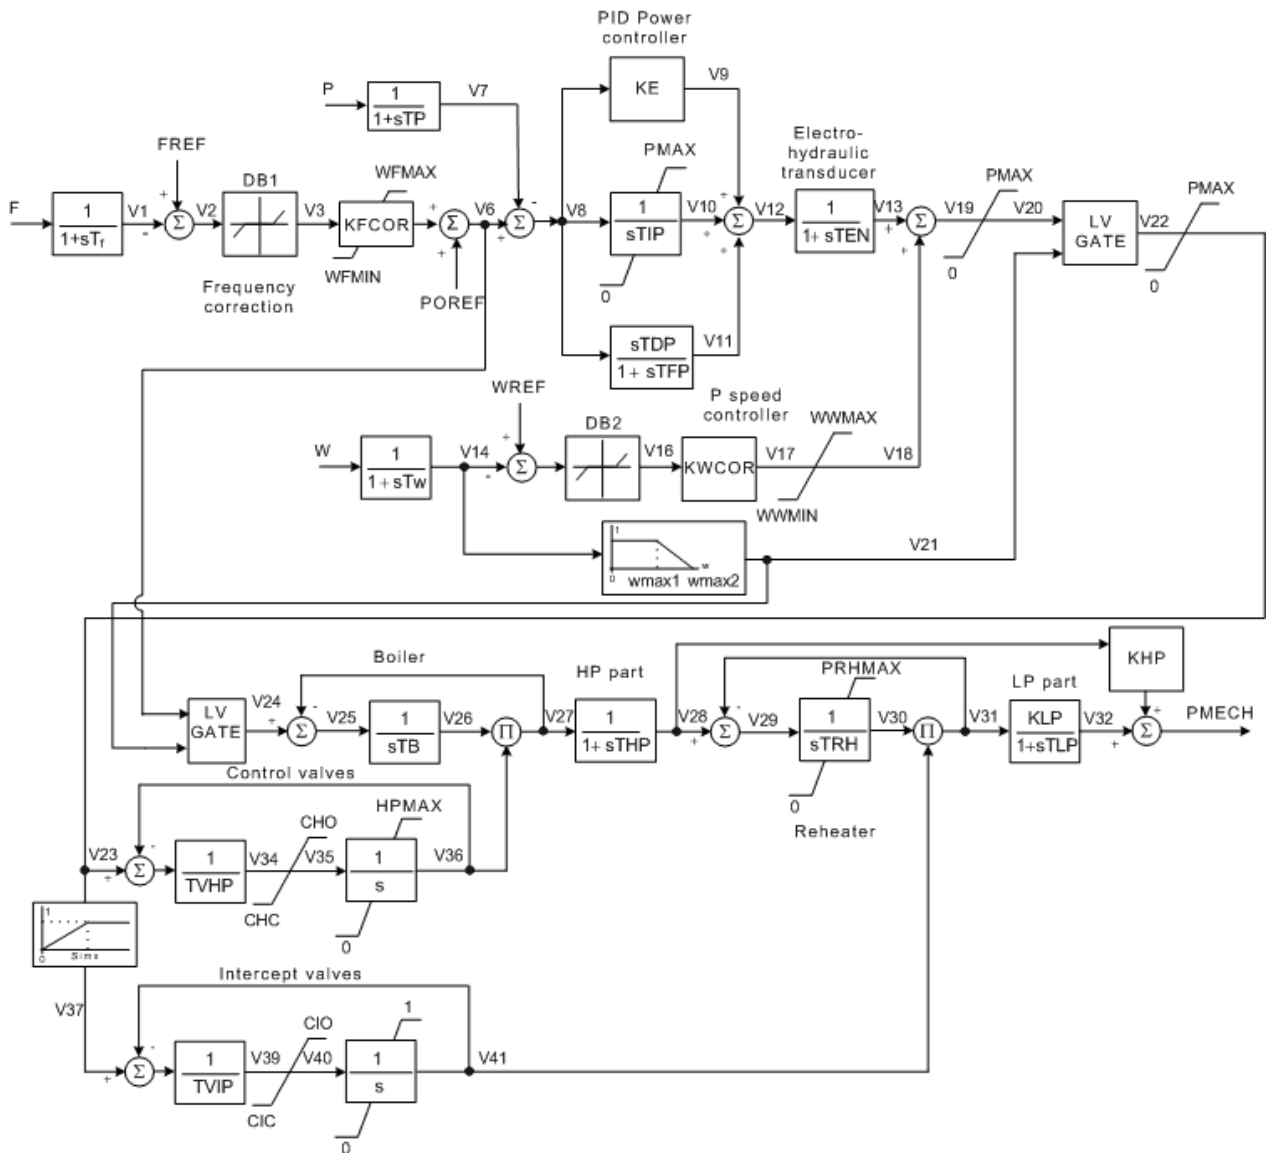 PID Power
controller
P
1
1+sTP
V7
KE
V9
FREF
DB1
WFMAX
PMAX
Electro-
hydraulic
transducer
PMAX
PMAX
F
1
1+sTr
V1
-
+
Σ
V2
V3
KFCOR
+
Σ
+
V6
+
Σ
-
V8
1
sTIP
V10
+
+
+
Σ
V12
1
1+ sTEN
V13
+
Σ
+
V19
V20
LV
GATE
V22
WFMIN
0
0
0
Frequency
correction
POREF
sTDP
1+ sTFP
V11
WREF
P speed
controller
DB2
WWMAX
W
1
1+sTw
V14
+
-
Σ
V16
KWCOR
V17
V18
WWMIN
1
0
w
wmax1 wmax2
V21
Boiler
HP part
PRHMAX
LP part
KHP
LV
GATE
V24
+
-
Σ
V25
1
sTB
V26
Π
V27
1
1+ sTHP
V28
+
-
Σ
V29
1
sTRH
V30
Π
V31
KLP
1+sTLP
V32
+
+
Σ
PMECH
0
Reheater
Control valves
V23
+
-
Σ
1
TVHP
V34
CHO
CHC
V35
HPMAX
1
s
0
V36
1
0
Simx
Intercept valves
V37
+
-
Σ
1
TVIP
V39
CIO
CIC
V40
1
1
s
0
V41